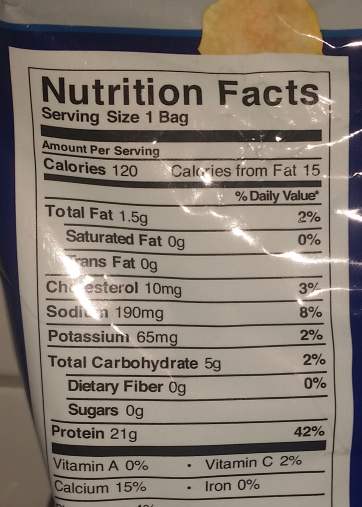 Nutrition Facts
Serving Size 1 Bag
Amount Per Serving
Calories 120 Calories from Fat 15
% Daily Value*
Total Fat 1.5g 2%
Saturated Fat 0g 0%
Trans Fat 0g
Cholesterol 10mg 3%
Sodium 190mg 8%
Potassium 65mg 2%
Total Carbohydrate 5g 2%
Dietary Fiber 0g 0%
Sugars 0g
Protein 21g 42%
Vitamin A 0% • Vitamin C 2%
Calcium 15% • Iron 0%